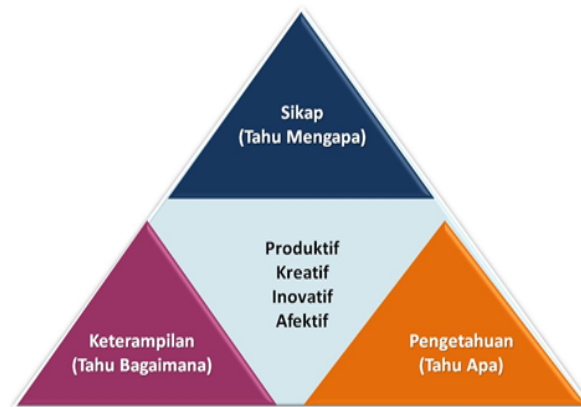 Sikap
(Tahu Mengapa)
Produktif
Kreatif
Inovatif
Afektif
Keterampilan
(Tahu Bagaimana)
Pengetahuan
(Tahu Apa)